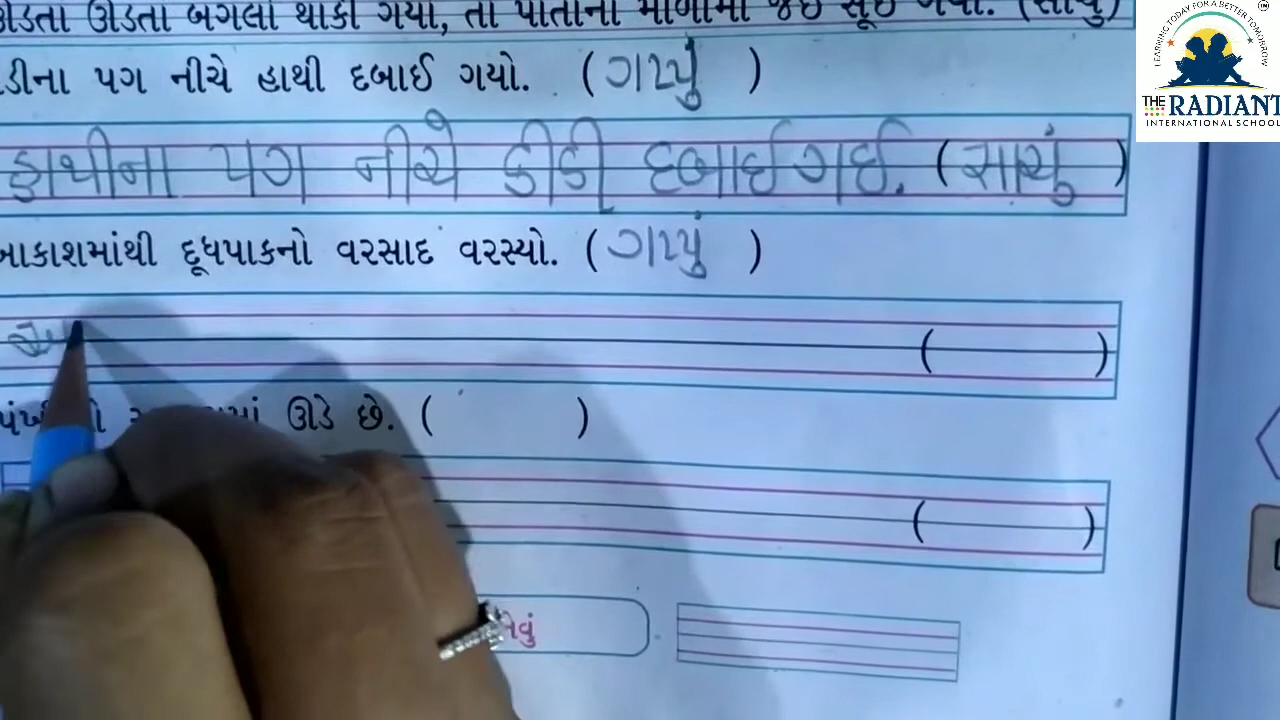 ઊડતા ઊડતા બગલો થાકી ગયો, તો પોતાના માળામાં જઈ સૂઈ ગયો. (સાચું)
ડીના પગ નીચે હાથી દબાઈ ગયો. (ગપ્પું)
હાથીના પગ નીચે કીડી દબાઈ ગઈ. (સાચું)
આકાશમાંથી દૂધપાકનો વરસાદ વરસ્યો. (ગપ્પું)
( )
ઊડે છે. ( )
( )
LEARNING TODAY FOR A BETTER TOMORROW
THE RADIANT
INTERNATIONAL SCHOOL